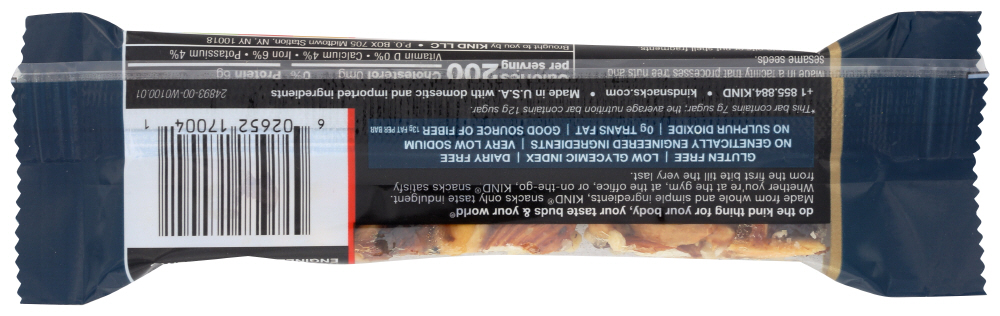 do the kind thing for your body, your taste buds & your world®
Made from whole and simple ingredients, KIND® snacks only taste indulgent.
Whether you're at the gym, at the office, or on-the-go, KIND® snacks satisfy
from the first bite till the very last.
GLUTEN FREE | LOW GLYCEMIC INDEX | DAIRY FREE
NO GENETICALLY ENGINEERED INGREDIENTS | VERY LOW SODIUM
NO SULPHUR DIOXIDE | 0g TRANS FAT | GOOD SOURCE OF FIBER 13g FAT PER BAR
*This bar contains 7g sugar; the average nutrition bar contains 12g sugar.
+1.855.884.KIND • kindsnacks.com • Made in U.S.A. with domestic and imported ingredients
made in a facility that processes tree nuts and
sesame seeds.
shell fragments
ENGINE
6 02652 17004 1
24893-00-W0100.01
Calories 200 Cholesterol 0mg 0% Protein 6g
per serving
Vitamin D 0% • Calcium 4% • Iron 6% • Potassium 4%
Brought to you by KIND LLC • P.O. BOX 705 Midtown Station, NY, NY 10018